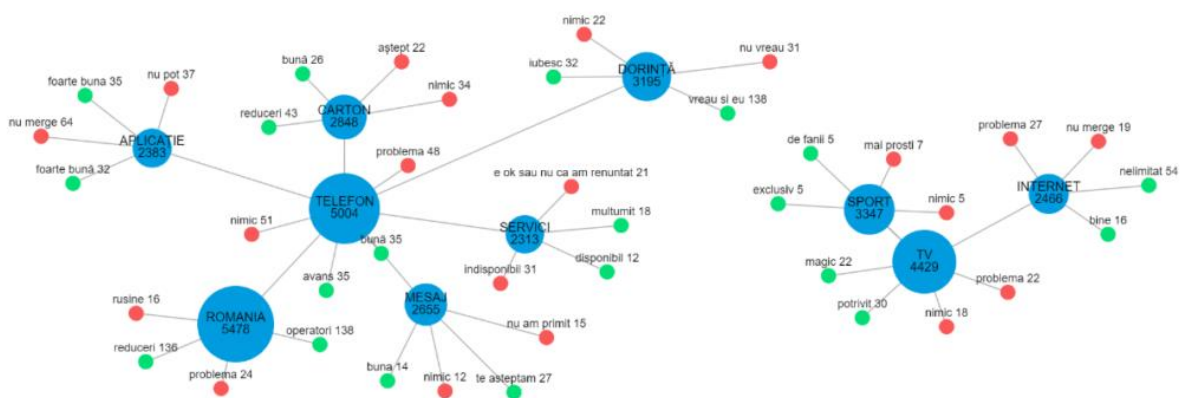 nimic 22
nu vreau 31
iubesc 32
DORINȚĂ
3195
vreau si eu 138
bună 26
aștept 22
nimic 34
CARTON
2848
reduceri 43
foarte buna 35
nu pot 37
nu merge 64
APLICATIE
2383
foarte bună 32
problema 48
TELEFON
5004
nimic 51
bună 35
avans 35
e ok sau nu ca am renuntat 21
multumit 18
SERVICI
2313
disponibil 12
indisponibil 31
rusine 16
ROMANIA
5478
operatori 138
reduceri 136
problema 24
MESAJ
2655
nu am primit 15
buna 14
nimic 12
te asteptam 27
de fanii 5
mai prosti 7
exclusiv 5
SPORT
3347
nimic 5
problema 27
nu merge 19
nelimitat 54
INTERNET
2466
bine 16
TV
4429
magic 22
problema 22
potrivit 30
nimic 18